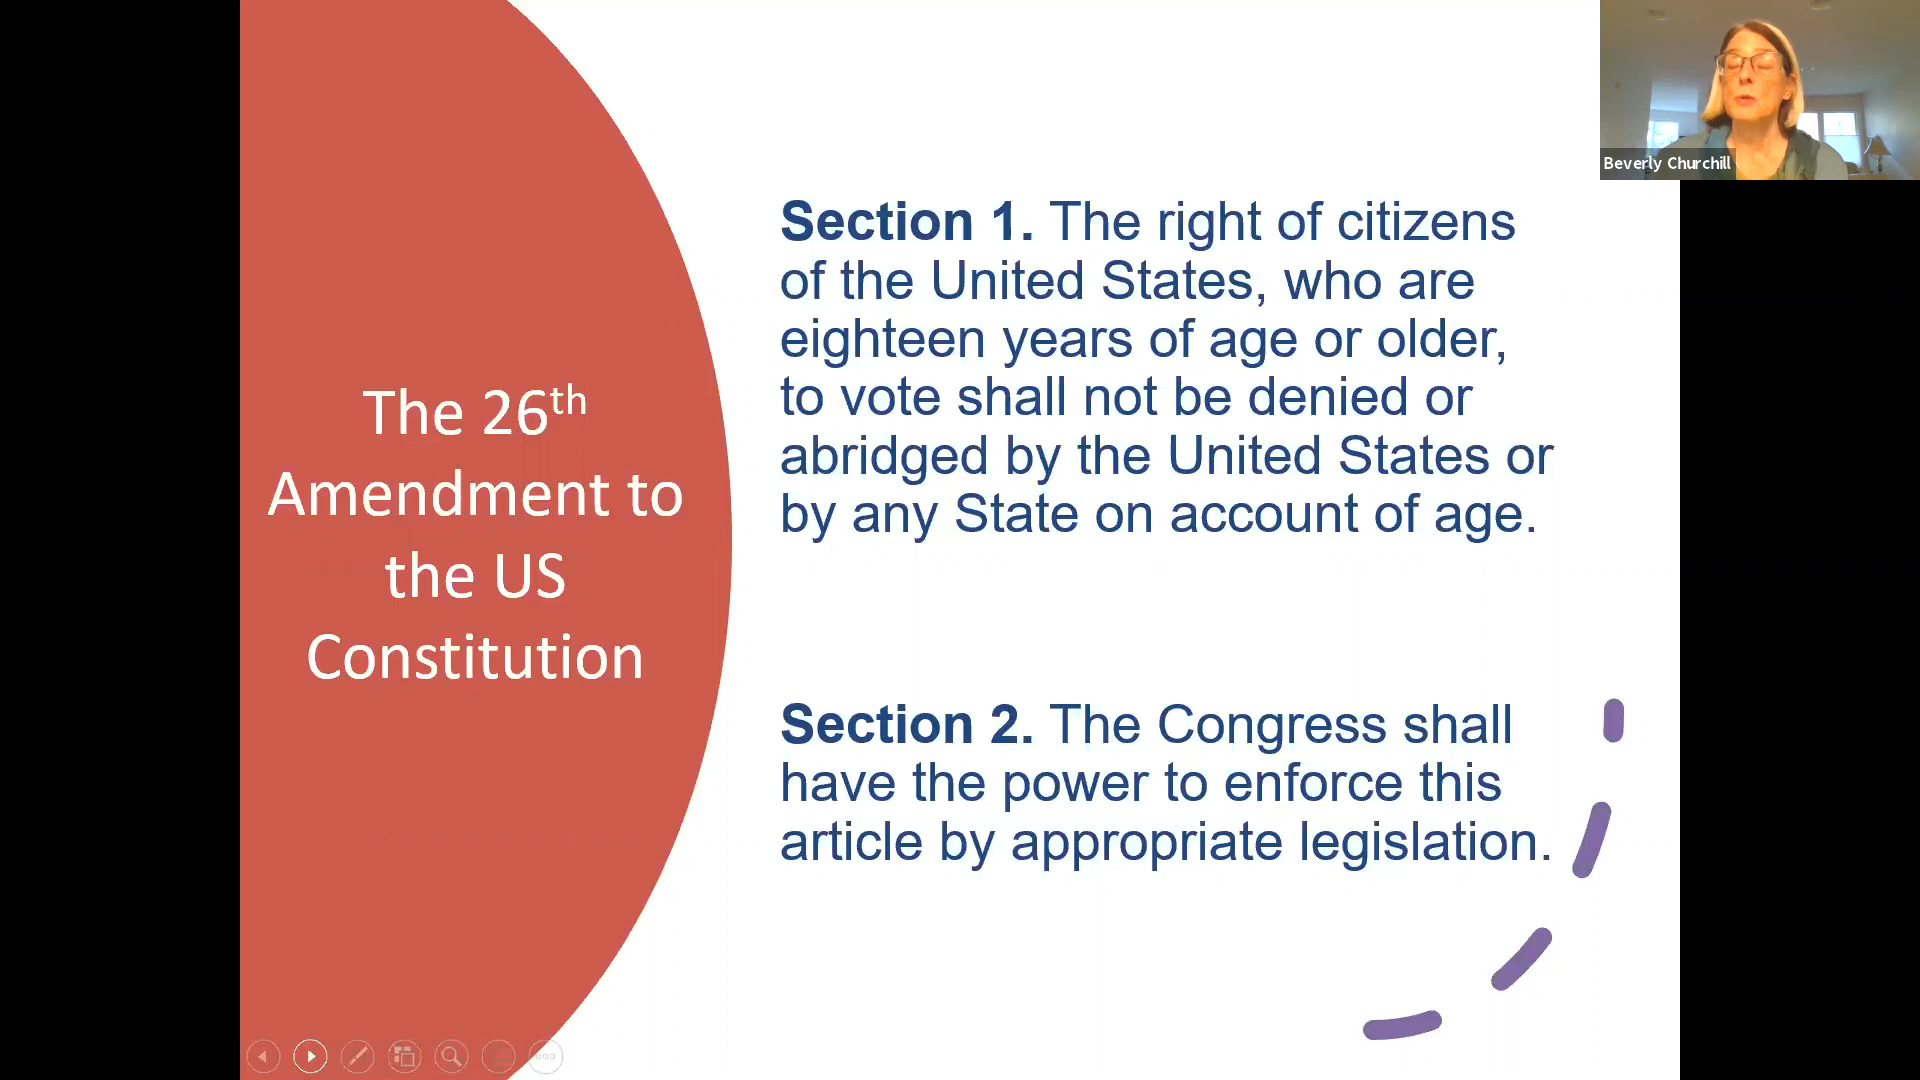 Beverly Churchill
The 26th
Amendment to
the US
Constitution
Section 1. The right of citizens
of the United States, who are
eighteen years of age or older,
to vote shall not be denied or
abridged by the United States or
by any State on account of age.
Section 2. The Congress shall
have the power to enforce this
article by appropriate legislation.